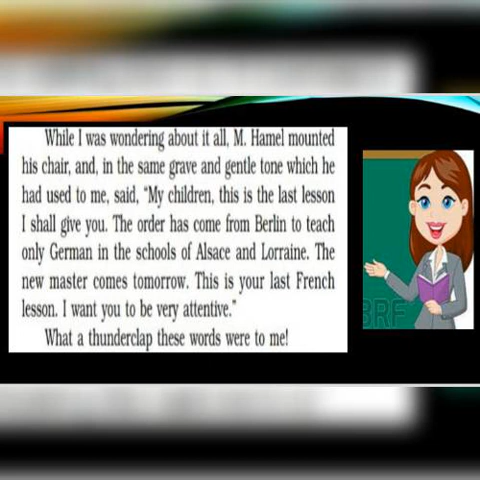 While I was wondering about it all, M. Hamel mounted
his chair, and, in the same grave and gentle tone which he
had used to me, said, “My children, this is the last lesson
I shall give you. The order has come from Berlin to teach
only German in the schools of Alsace and Lorraine. The
new master comes tomorrow. This is your last French
lesson. I want you to be very attentive.”
What a thunderclap these words were to me!
BRF